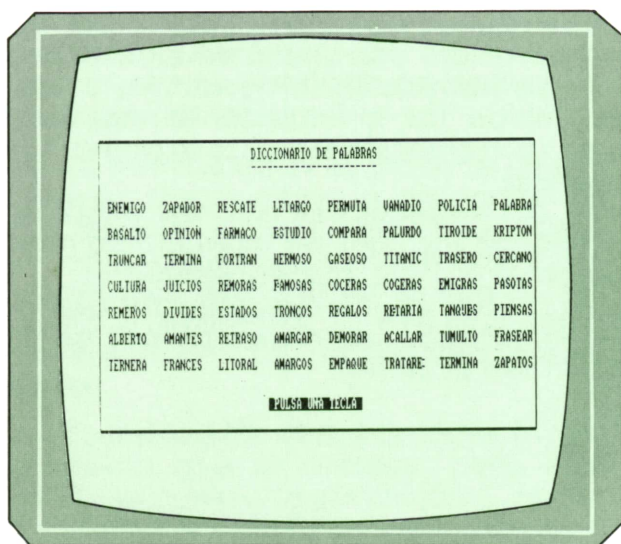 DICCIONARIO DE PALABRAS
ENEMIGO ZAPADOR RESCATE LETARGO PERMUTA VANADIO POLICIA PALABRA
BASALTO OPINION FARMACO ESTUDIO COMPARA PALURDO TIROIDE KRIPTON
TRUNCAR TERMINA FORTRAN HERMOSO GASEOSO TITANIC TRASERO CERCANO
CULTURA JUICIOS REMORAS FAMOSAS COCERAS COGERAS EMIGRAS PASOTAS
REMEROS DIVIDES ESTADOS TRONCOS REGALOS RETARIA TANQUES PIENSAS
ALBERTO AMANTES RETRASO AMARGAR DEMORAR ACALLAR TUMULTO FRASEAR
TERNERA FRANCES LITORAL AMARGOS EMPAQUE TRATARE: TERMINA ZAPATOS
PULSA UNA TECLA